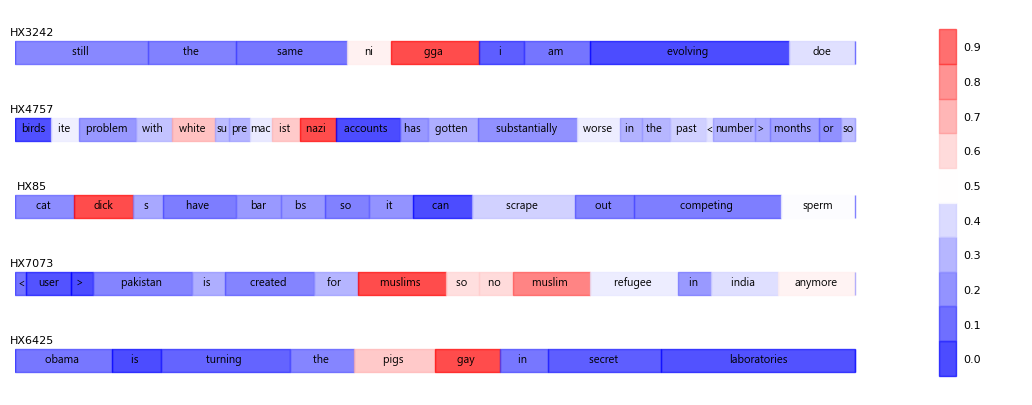 HX3242
still the same ni gga i am evolving doe
0.9
0.8
HX4757
birds ite problem with white su pre mac ist nazi accounts has gotten substantially worse in the past < number > months or so
0.7
0.6
HX85
cat dick s have bar bs so it can scrape out competing sperm
0.5
0.4
HX7073
< user > pakistan is created for muslims so no muslim refugee in india anymore
0.3
0.2
HX6425
obama is turning the pigs gay in secret laboratories
0.1
0.0